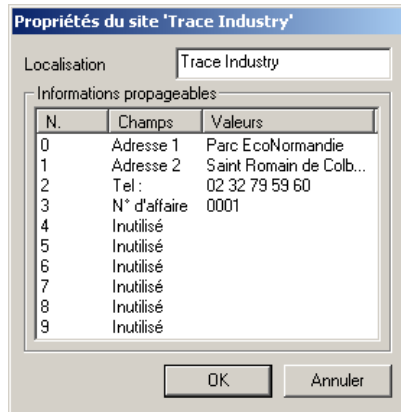 Propriétés du site 'Trace Industry'
Localisation Trace Industry
Informations propageables
N. Champs Valeurs
0 Adresse 1 Parc EcoNormandie
1 Adresse 2 Saint Romain de Colb...
2 Tel : 02 32 79 59 60
3 N° d'affaire 0001
4 Inutilisé
5 Inutilisé
6 Inutilisé
7 Inutilisé
8 Inutilisé
9 Inutilisé
OK Annuler